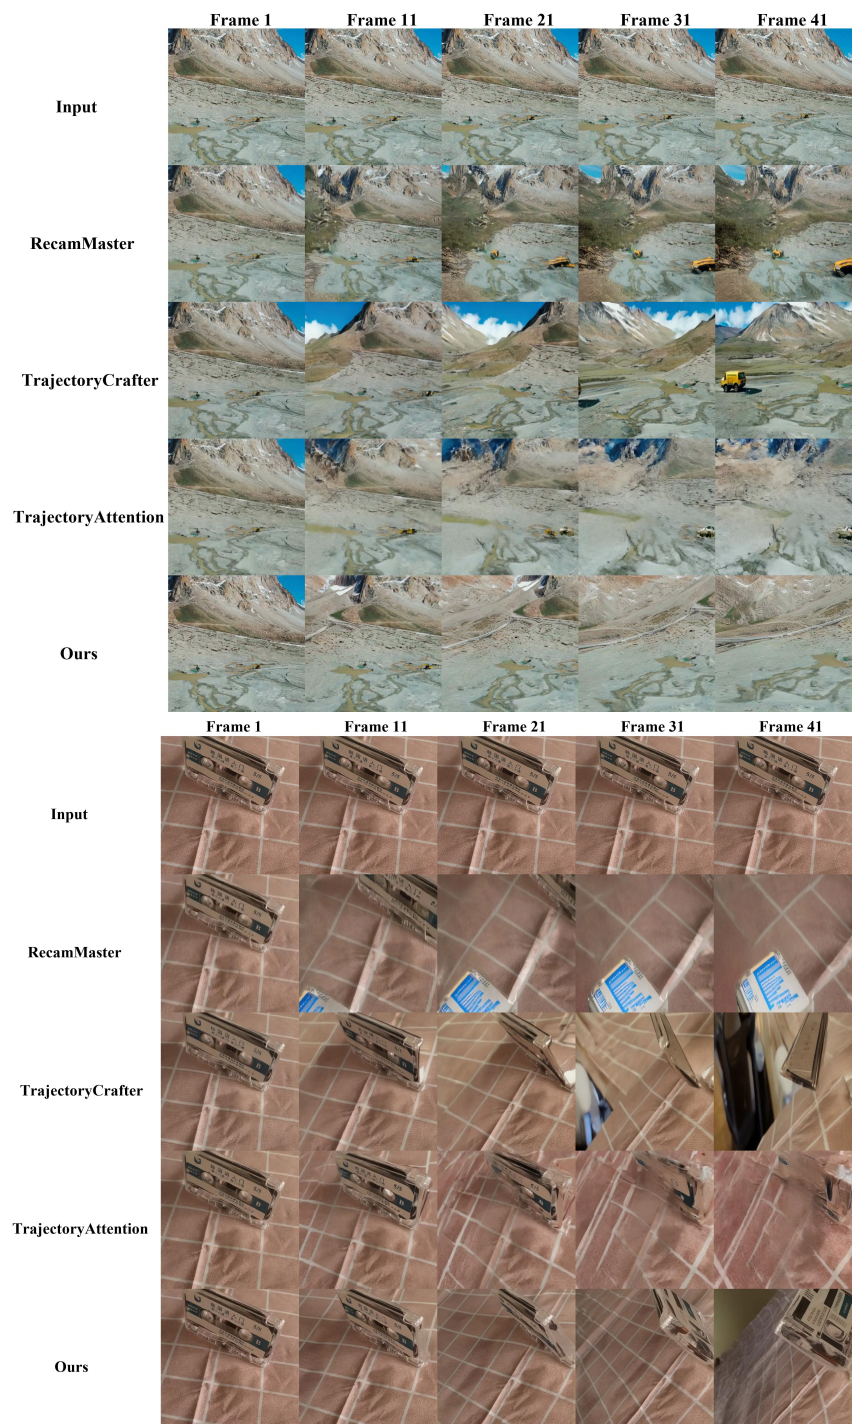 Frame 1 Frame 11 Frame 21 Frame 31 Frame 41
Input
RecamMaster
TrajectoryCrafter
TrajectoryAttention
Ours
Frame 1 Frame 11 Frame 21 Frame 31 Frame 41
Input
RecamMaster
TrajectoryCrafter
TrajectoryAttention
Ours